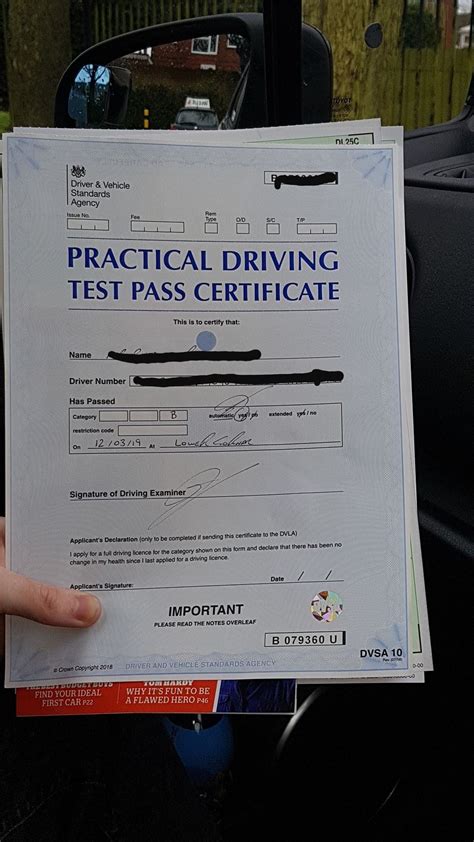 DL25C
Driver & Vehicle
Standards
Agency
Issue No.
Fee
Rem
Type
O/D
S/C
T/P
PRACTICAL DRIVING
TEST PASS CERTIFICATE
This is to certify that:
Name
Driver Number
Has Passed
Category B
automatic yes / no
extended yes / no
restriction code
On 12/03/19 At
Signature of Driving Examiner
Applicant's Declaration (only to be completed if sending this certificate to the DVLA)
I apply for a full driving licence for the category shown on this form and declare that there has been no
change in my health since I last applied for a driving licence.
Applicant's Signature:
Date / /
IMPORTANT
PLEASE READ THE NOTES OVERLEAF
B 079360 U
DVSA 10
© Crown Copyright 2018
DRIVER AND VEHICLE STANDARDS AGENCY
FIND YOUR IDEAL
FIRST CAR P22
TOM HARDY
WHY IT'S FUN TO BE
A FLAWED HERO P46